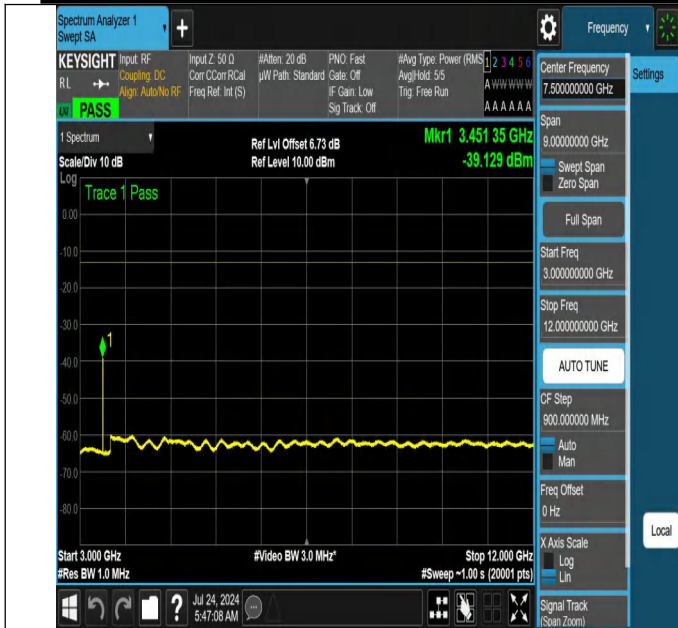 Spectrum Analyzer 1
Swept SA
+
Frequency
KEYSIGHT
RL
PASS
Input: RF
Coupling: DC
Align: Auto/No RF
Input Z: 50 Ω
Corr CCorr RCal
Freq Ref: Int (S)
#Atten: 20 dB
µW Path: Standard
PNO: Fast
Gate: Off
IF Gain: Low
Sig Track: Off
#Avg Type: Power (RMS
Avg|Hold: 5/5
Trig: Free Run
1 2 3 4 5 6
A W W W W W
A A A A A A
1 Spectrum
Scale/Div 10 dB
Ref Lvl Offset 6.73 dB
Ref Level 10.00 dBm
Mkr1 3.451 35 GHz
-39.129 dBm
Log
Trace 1 Pass
0.00
-10.0
-20.0
-30.0
1
-40.0
-50.0
-60.0
-70.0
-80.0
Start 3.000 GHz
#Res BW 1.0 MHz
#Video BW 3.0 MHz*
Stop 12.000 GHz
#Sweep ~1.00 s (20001 pts)
?
Jul 24, 2024
5:47:08 AM
Center Frequency
7.500000000 GHz
Settings
Span
9.00000000 GHz
Swept Span
Zero Span
Full Span
Start Freq
3.000000000 GHz
Stop Freq
12.000000000 GHz
AUTO TUNE
CF Step
900.000000 MHz
Auto
Man
Freq Offset
0 Hz
X Axis Scale
Log
Lin
Local
Signal Track
(Span Zoom)